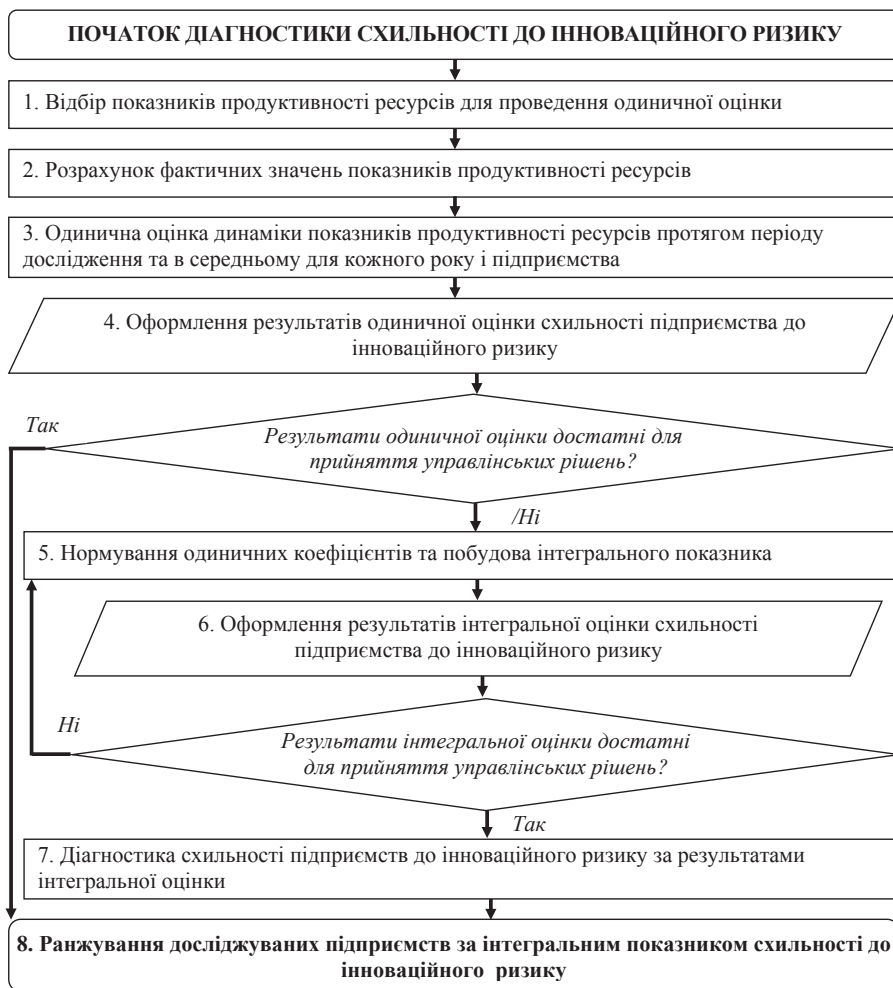 ПОЧАТОК ДІАГНОСТИКИ СХИЛЬНОСТІ ДО ІННОВАЦІЙНОГО РИЗИКУ
1. Відбір показників продуктивності ресурсів для проведення одиничної оцінки
2. Розрахунок фактичних значень показників продуктивності ресурсів
3. Одинична оцінка динаміки показників продуктивності ресурсів протягом періоду
дослідження та в середньому для кожного року і підприємства
4. Оформлення результатів одиничної оцінки схильності підприємства до
інноваційного ризику
Так
Результати одиничної оцінки достатні для
прийняття управлінських рішень?
/Ні
5. Нормування одиничних коефіцієнтів та побудова інтегрального показника
6. Оформлення результатів інтегральної оцінки схильності
підприємства до інноваційного ризику
Ні
Результати інтегральної оцінки достатні
для прийняття управлінських рішень?
Так
7. Діагностика схильності підприємств до інноваційного ризику за результатами
інтегральної оцінки
8. Ранжування досліджуваних підприємств за інтегральним показником схильності до
інноваційного ризику